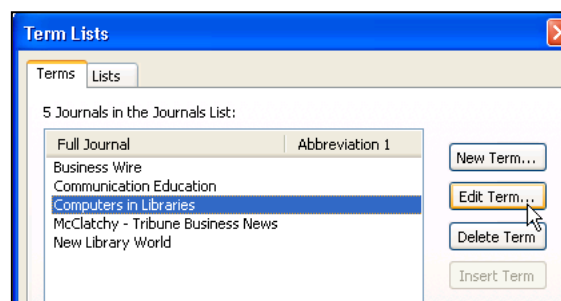 Term Lists
Terms Lists
5 Journals in the Journals List:
Full Journal Abbreviation 1
Business Wire
Communication Education
Computers in Libraries
McClatchy - Tribune Business News
New Library World
New Term...
Edit Term...
Delete Term
Insert Term